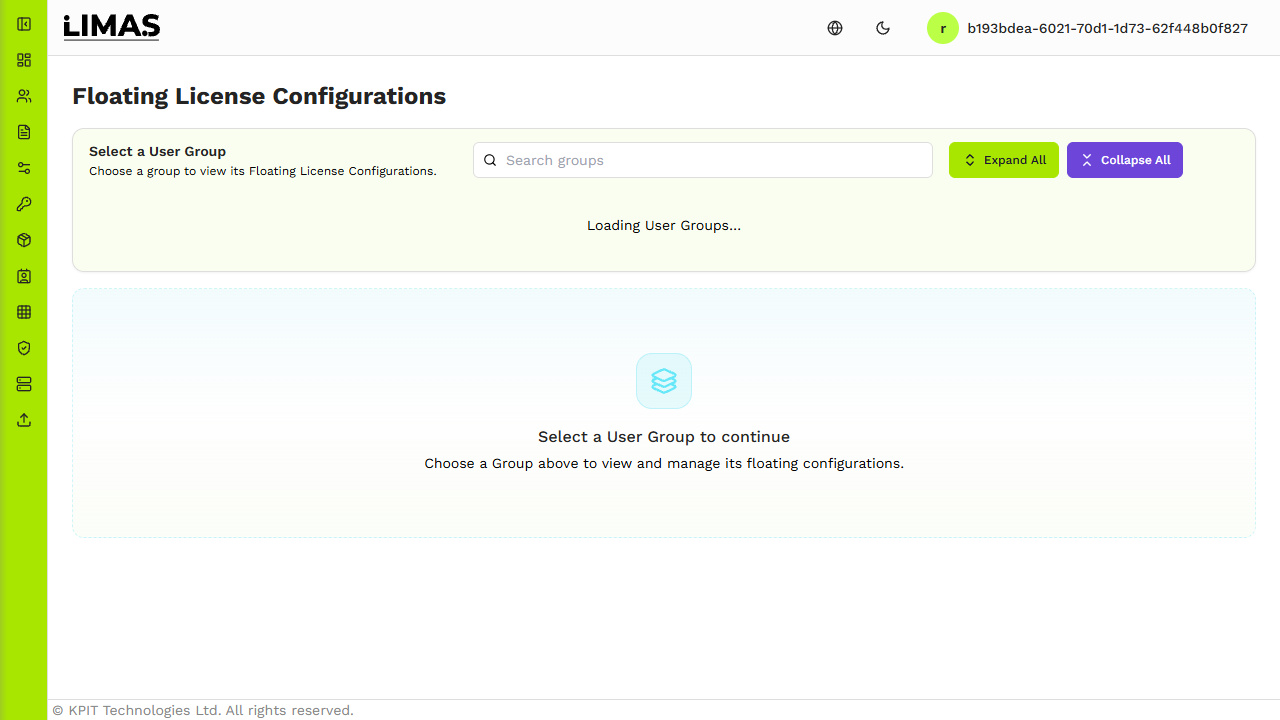 iLIMAS
r
b193bdea-6021-70d1-1d73-62f448b0f827
Floating License Configurations
Select a User Group
Choose a group to view its Floating License Configurations.
Search groups
Expand All
Collapse All
Loading User Groups...
Select a User Group to continue
Choose a Group above to view and manage its floating configurations.
© KPIT Technologies Ltd. All rights reserved.